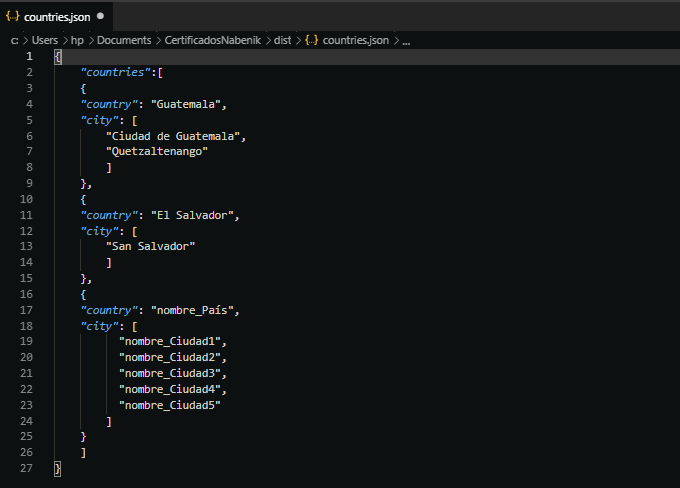 {..} countries.json ●
c: > Users > hp > Documents > CertificadosNabenik > dist > {..} countries.json > ...
1 {
2 "countries":[
3 {
4 "country": "Guatemala",
5 "city": [
6 "Ciudad de Guatemala",
7 "Quetzaltenango"
8 ]
9 },
10 {
11 "country": "El Salvador",
12 "city": [
13 "San Salvador"
14 ]
15 },
16 {
17 "country": "nombre_País",
18 "city": [
19 "nombre_Ciudad1",
20 "nombre_Ciudad2",
21 "nombre_Ciudad3",
22 "nombre_Ciudad4",
23 "nombre_Ciudad5"
24 ]
25 }
26 ]
27 }